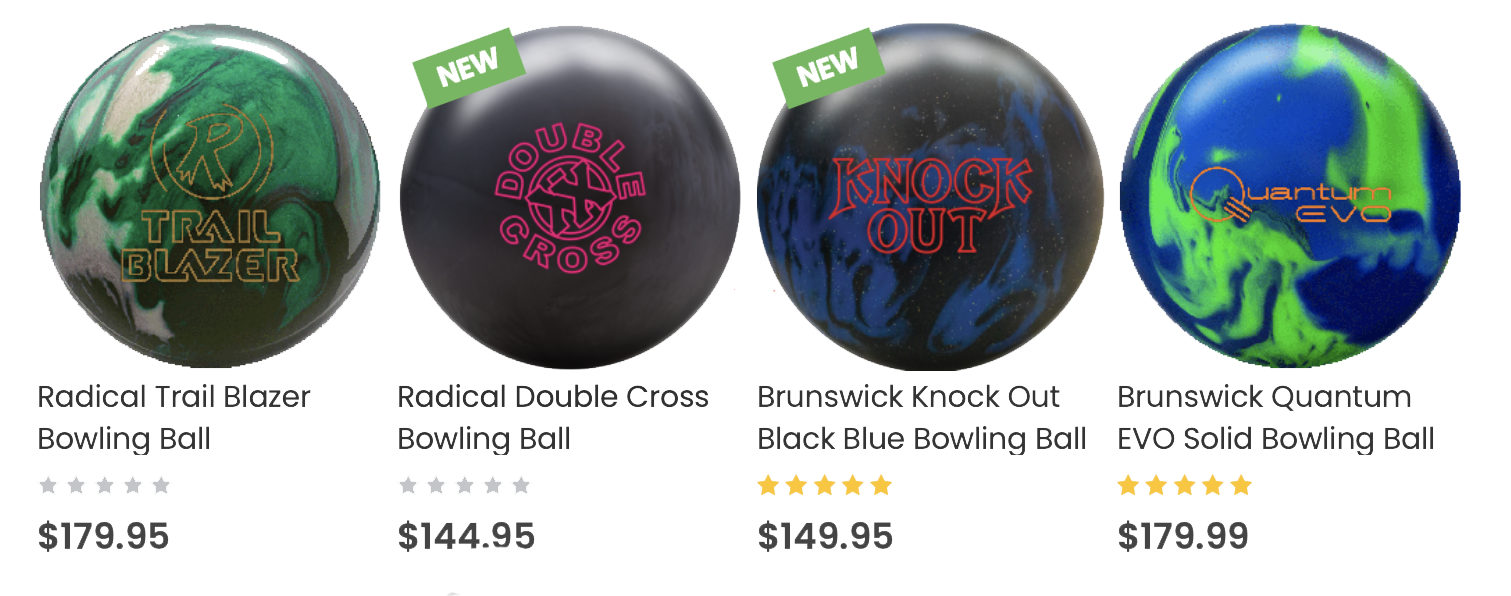 NEW
NEW
R
TRAIL
BLAZER
DOUBLE
CROSS
KNOCK
OUT
Quantum
EVO
Radical Trail Blazer
Bowling Ball
Radical Double Cross
Bowling Ball
Brunswick Knock Out
Black Blue Bowling Ball
Brunswick Quantum
EVO Solid Bowling Ball
$179.95
$144.95
$149.95
$179.99